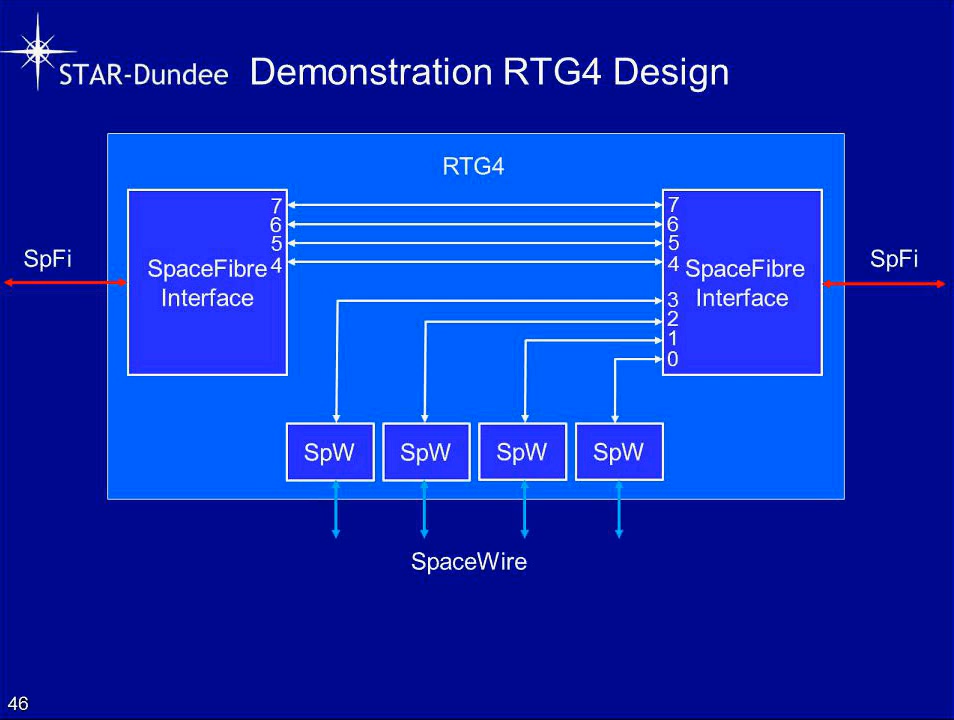 STAR-Dundee Demonstration RTG4 Design
RTG4
SpFi
SpaceFibre
Interface
7
6
5
4
7
6
5
4
3
2
1
0
SpaceFibre
Interface
SpFi
SpW SpW SpW SpW
SpaceWire
46